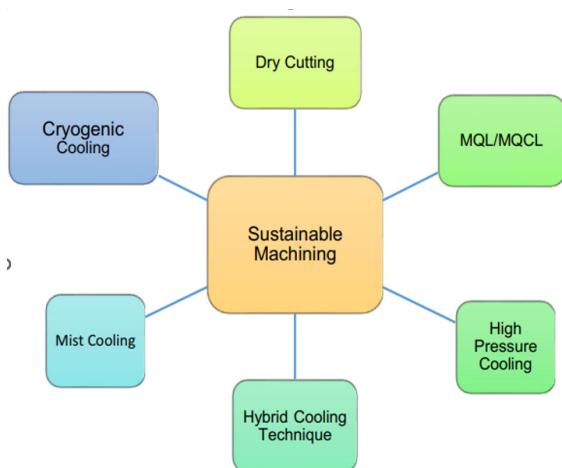 Dry Cutting
Cryogenic
Cooling
MQL/MQCL
Sustainable
Machining
Mist Cooling
High
Pressure
Cooling
Hybrid Cooling
Technique